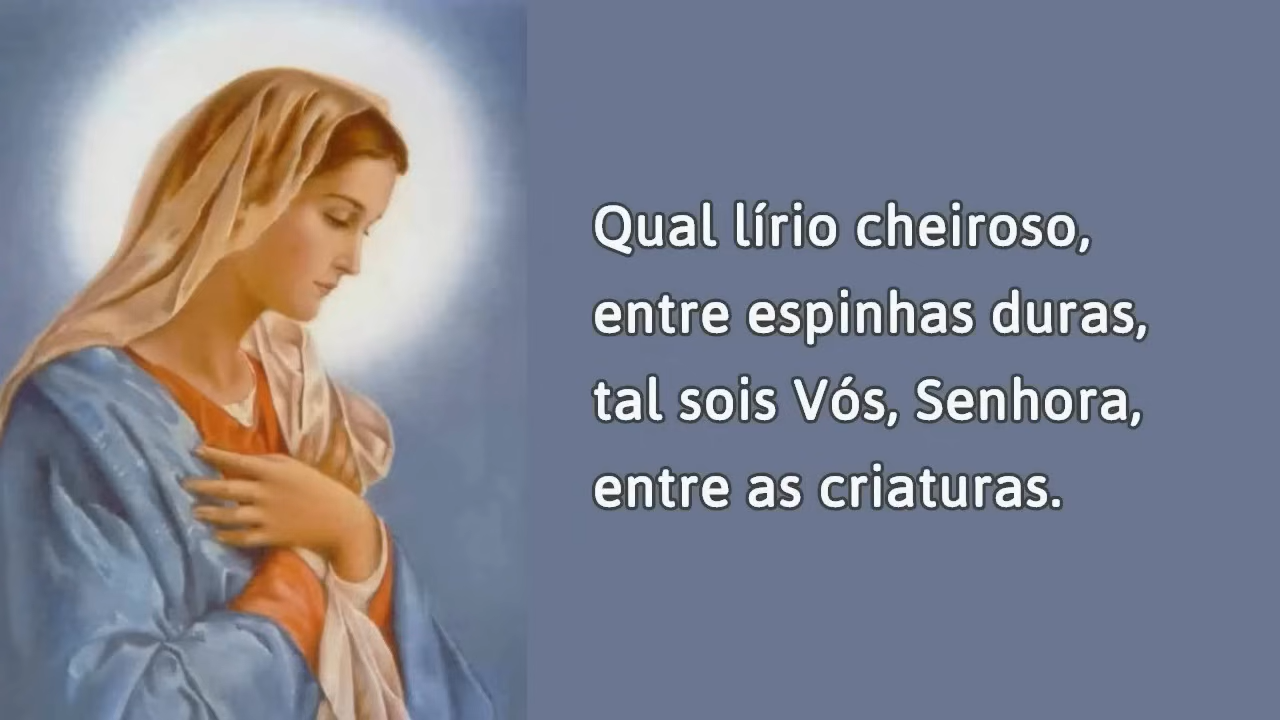 Qual lírio cheiroso,
entre espinhas duras,
tal sois Vós, Senhora,
entre as criaturas.